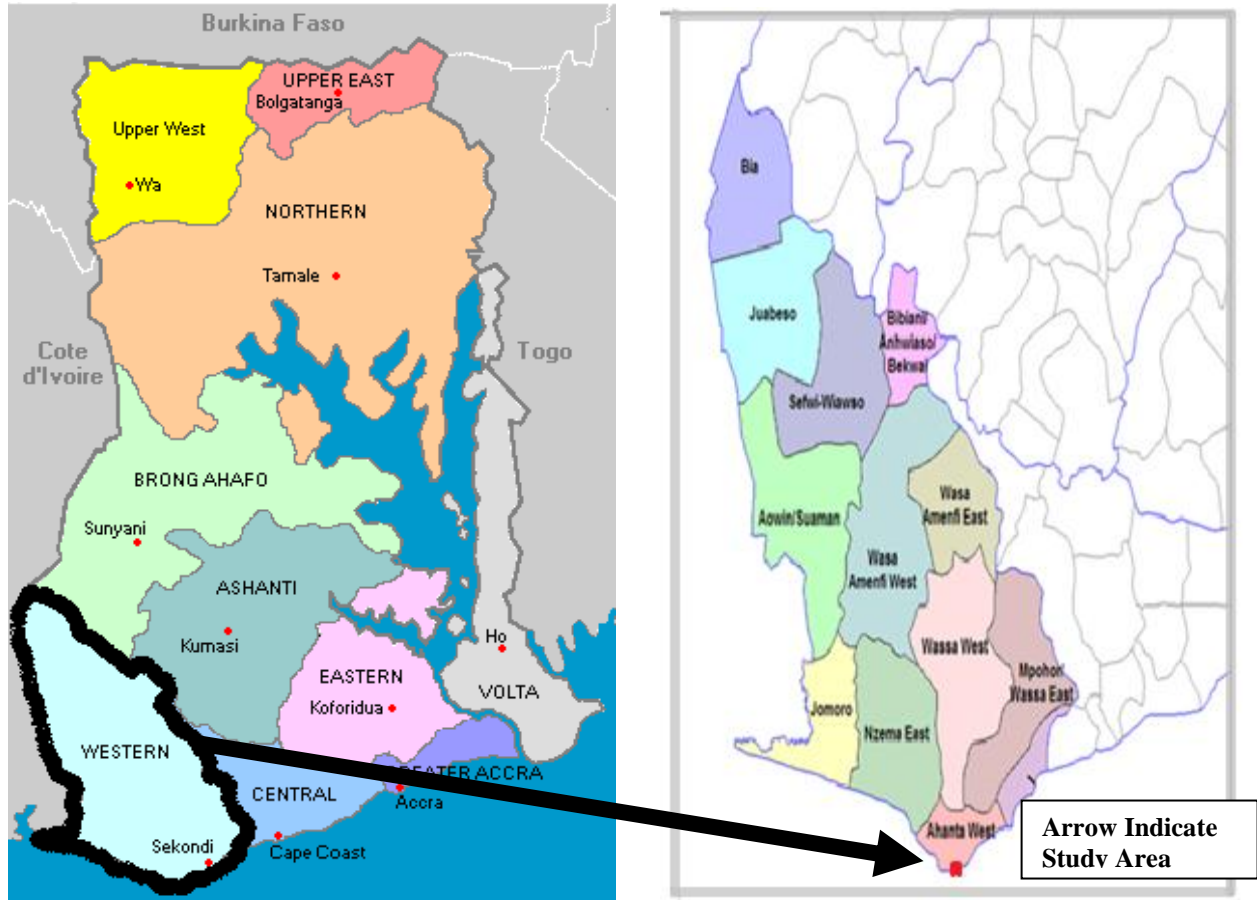 Burkina Faso
UPPER EAST
Bolgatanga
Upper West
Wa
NORTHERN
Tamale
Cote
d'Ivoire
Togo
BRONG AHAFO
Sunyani
ASHANTI
Kumasi
Ho
EASTERN
VOLTA
Koforidua
WESTERN
EATER ACCRA
CENTRAL
Accra
Sekondi
Cape Coast
Bia
Juabeso
Bibiani/
Anhwiaso/
Bekwai
Sefwi-Wiawso
Wasa
Amenfi East
Aowin/Suaman
Wasa
Amenfi West
Wassa West
Mpohor/
Wassa East
Jomoro
Nzema East
Ahanta West
Arrow Indicate
Study Area